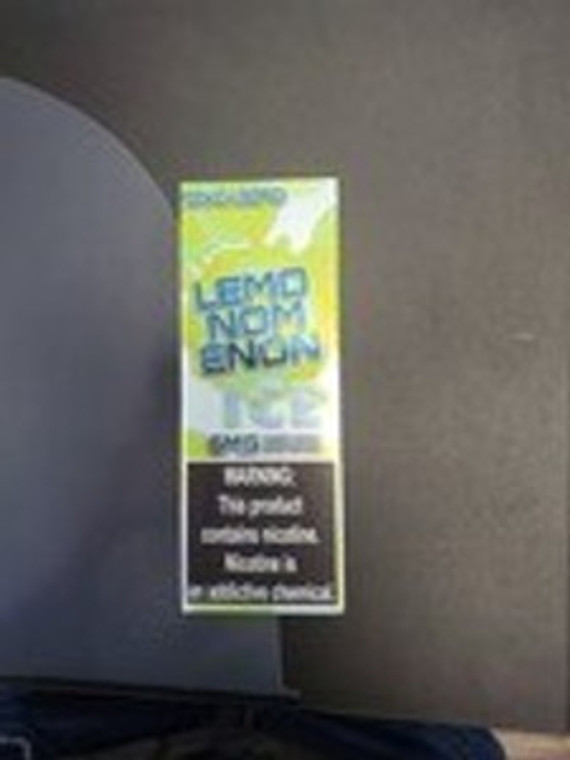 LEMO
NOM
ENON
ICE
6MG
WARNING:
This product
contains nicotine.
Nicotine is
an addictive chemical.